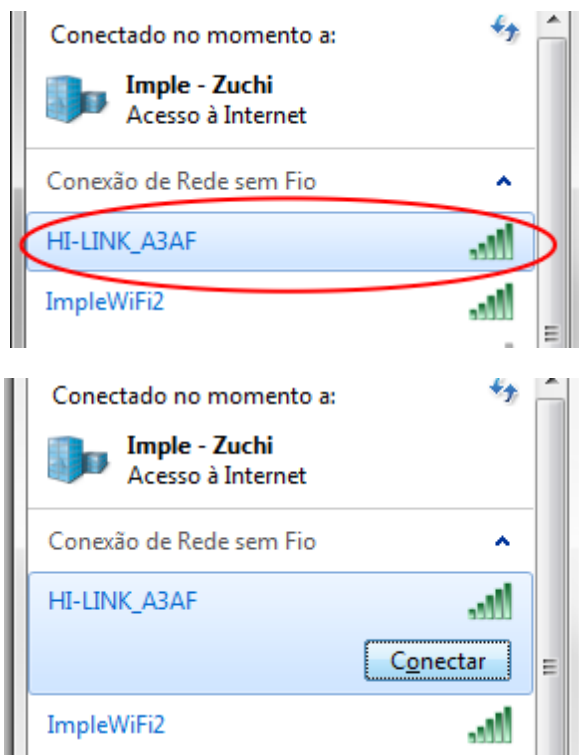 Conectado no momento a:
Imple - Zuchi
Acesso à Internet
Conexão de Rede sem Fio
HI-LINK_A3AF
ImpleWiFi2
Conectado no momento a:
Imple - Zuchi
Acesso à Internet
Conexão de Rede sem Fio
HI-LINK_A3AF
Conectar
ImpleWiFi2